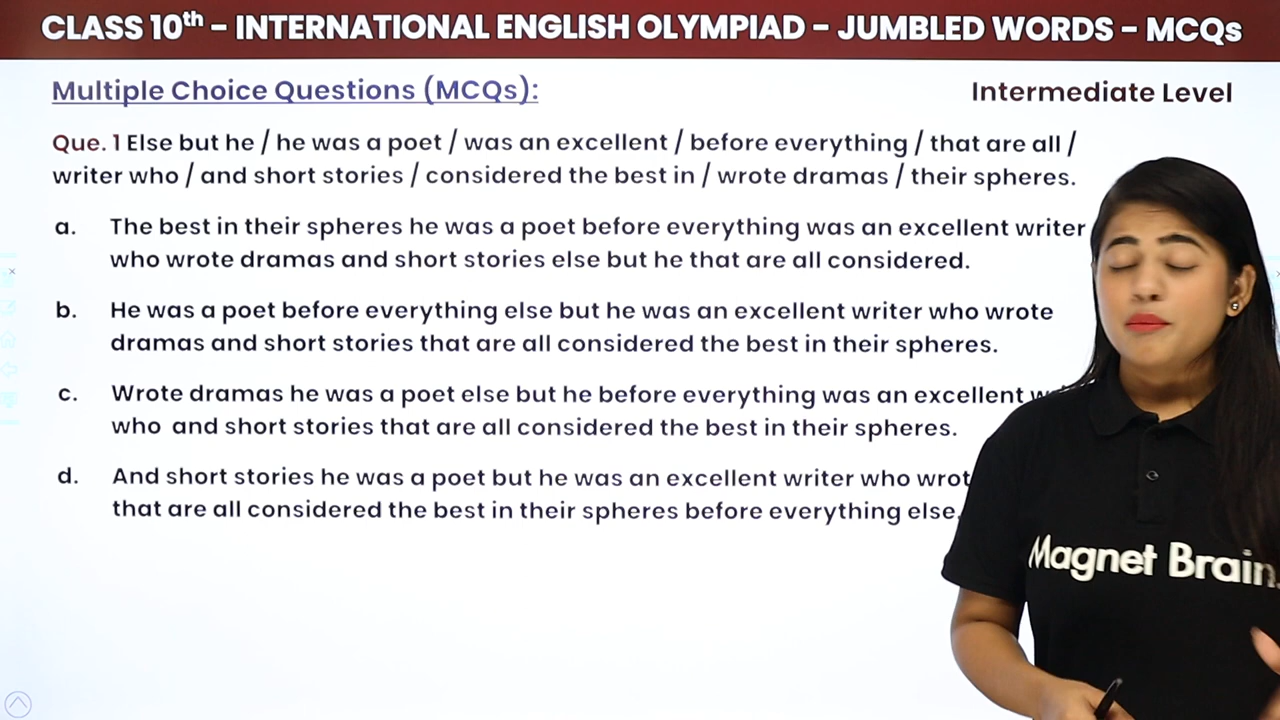 CLASS 10th - INTERNATIONAL ENGLISH OLYMPIAD - JUMBLED WORDS - MCQs
Multiple Choice Questions (MCQs):
Intermediate Level
Que. 1 Else but he / he was a poet / was an excellent / before everything / that are all /
writer who / and short stories / considered the best in / wrote dramas / their spheres.
a. The best in their spheres he was a poet before everything was an excellent writer
who wrote dramas and short stories else but he that are all considered.
b. He was a poet before everything else but he was an excellent writer who wrote
dramas and short stories that are all considered the best in their spheres.
c. Wrote dramas he was a poet else but he before everything was an excellent
who and short stories that are all considered the best in their spheres.
d. And short stories he was a poet but he was an excellent writer who wrot
that are all considered the best in their spheres before everything else.
Magnet Brain